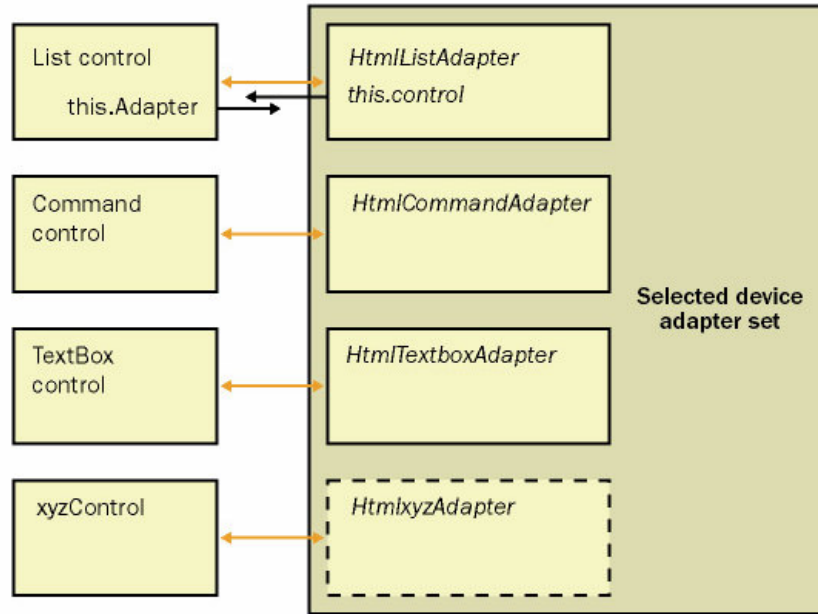 List control
this.Adapter
HtmlListAdapter
this.control
Command
control
HtmlCommandAdapter
Selected device
adapter set
TextBox
control
HtmlTextboxAdapter
xyzControl
HtmlxyzAdapter